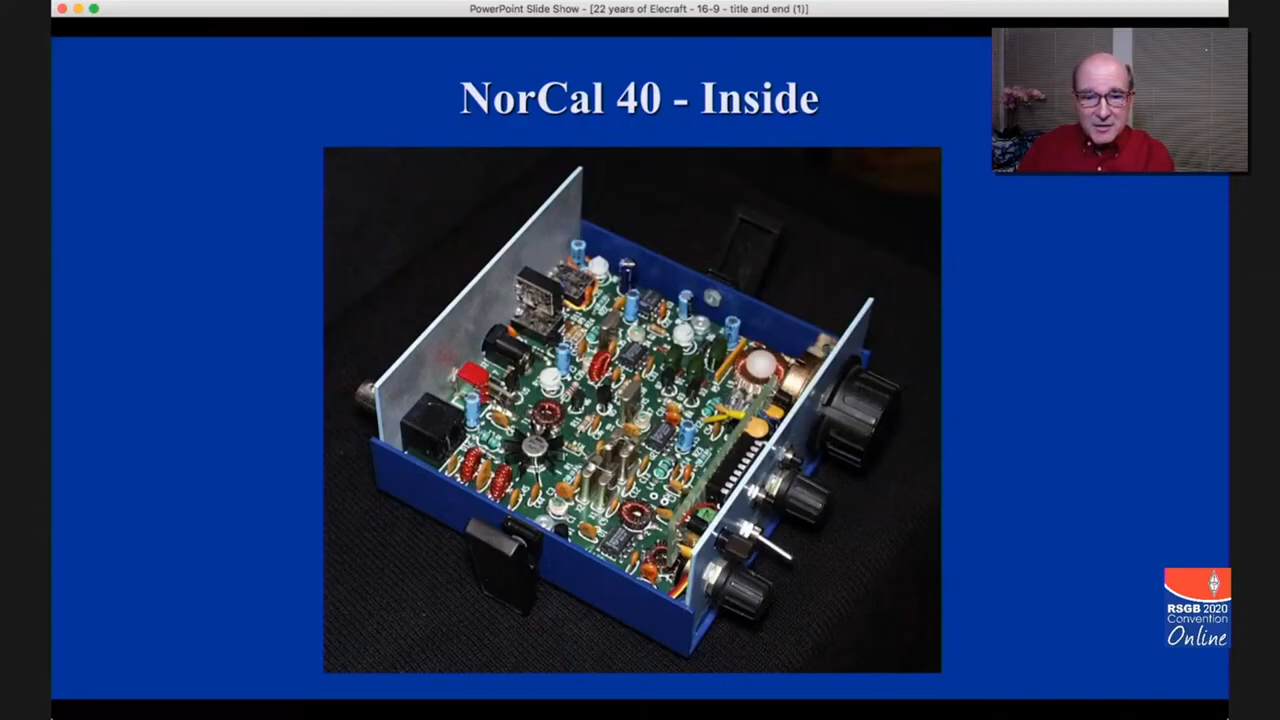 PowerPoint Slide Show - [22 years of Elecraft - 16-9 - title and end (1)]
NorCal 40 - Inside
RSGB 2020
Convention
Online